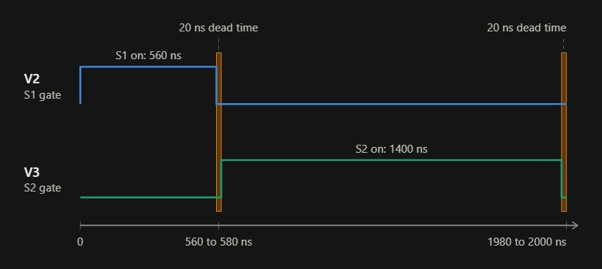 20 ns dead time
20 ns dead time
S1 on: 560 ns
V2
S1 gate
S2 on: 1400 ns
V3
S2 gate
0
560 to 580 ns
1980 to 2000 ns